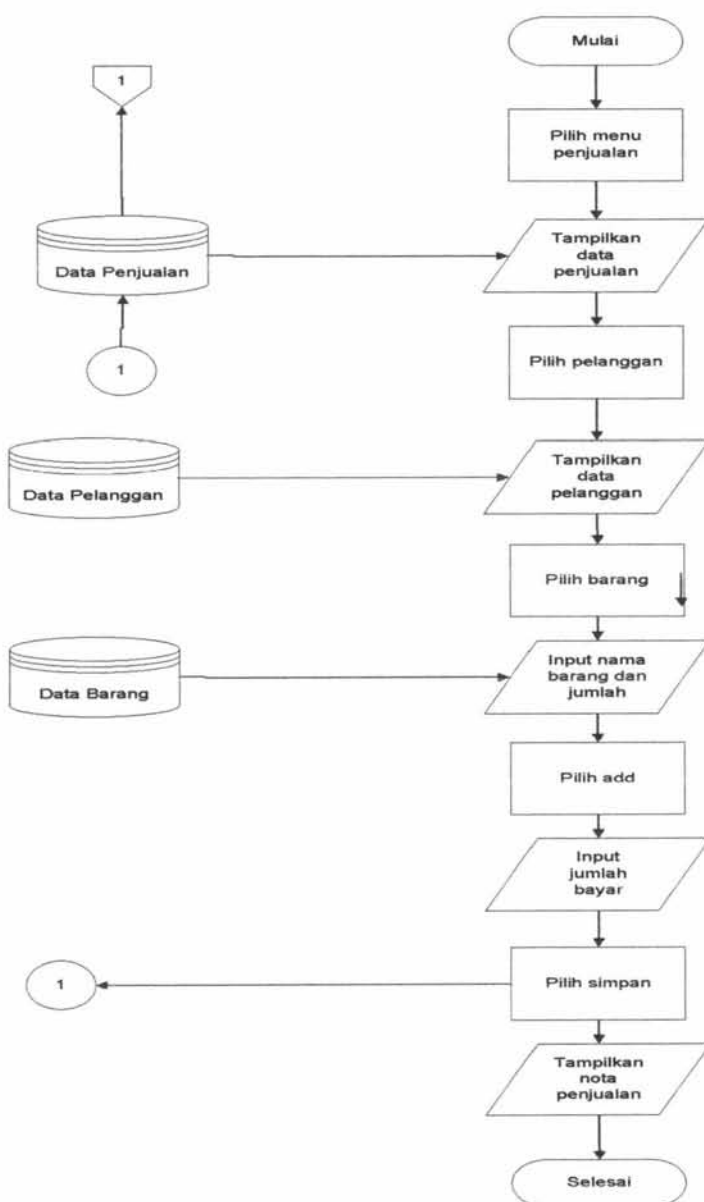 Mulai
1
Pilih menu
penjualan
Tampilkan
data
penjualan
Data Penjualan
Pilih pelanggan
1
Tampilkan
data
pelanggan
Data Pelanggan
Pilih barang
Input nama
barang dan
jumlah
Data Barang
Pilih add
Input
jumlah
bayar
Pilih simpan
1
Tampilkan
nota
penjualan
Selesai